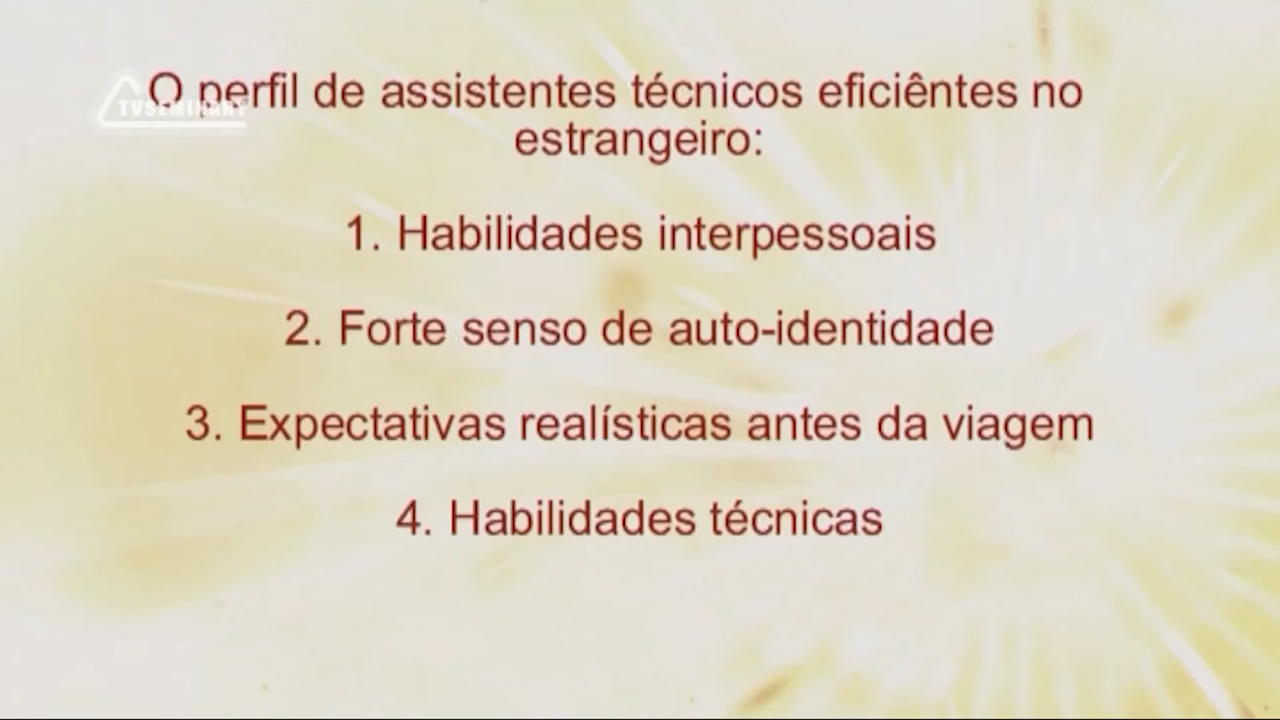 O perfil de assistentes técnicos eficiêntes no
estrangeiro:
1. Habilidades interpessoais
2. Forte senso de auto-identidade
3. Expectativas realísticas antes da viagem
4. Habilidades técnicas
TVSEMINARY